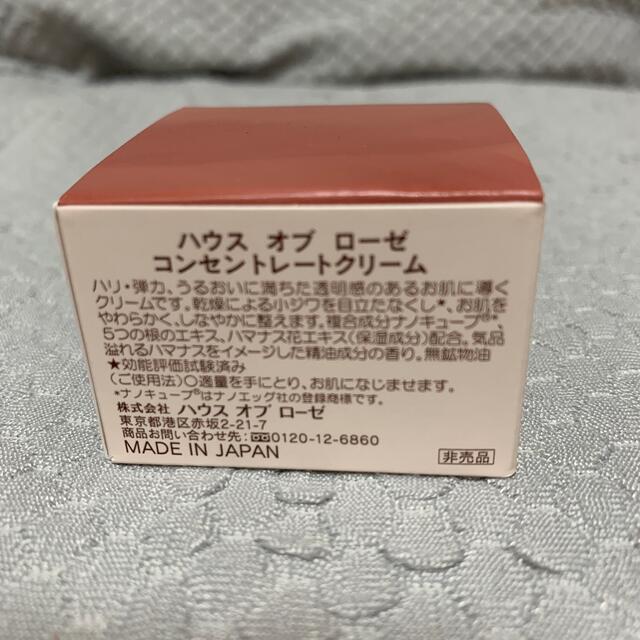 ハウス オブ ローゼ
コンセントレートクリーム
ハリ・弾力、うるおいに満ちた透明感のあるお肌に導く
クリームです。乾燥による小ジワを目立たなくし★、お肌を
やわらかく、しなやかに整えます。複合成分ナノキューブ®*、
5つの根のエキス、ハマナス花エキス(保湿成分)配合。気品
溢れるハマナスをイメージした精油成分の香り。無鉱物油
★効能評価試験済み
〈ご使用法〉○適量を手にとり、お肌になじませます。
*ナノキューブ®はナノエッグ社の登録商標です。
株式会社 ハウス オブ ローゼ
東京都港区赤坂2-21-7
商品お問い合わせ先:0120-12-6860
MADE IN JAPAN
非売品